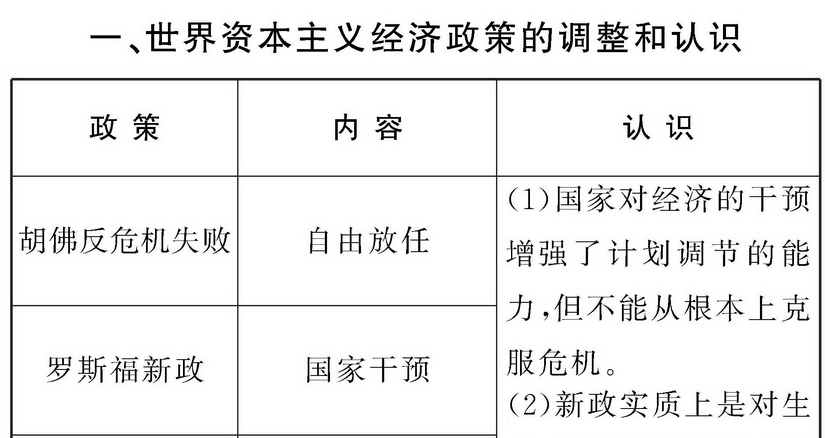 一、世界资本主义经济政策的调整和认识
政策 内容 认识
胡佛反危机失败 自由放任
罗斯福新政 国家干预
(1)国家对经济的干预
增强了计划调节的能
力,但不能从根本上克
服危机。
(2)新政实质上是对生